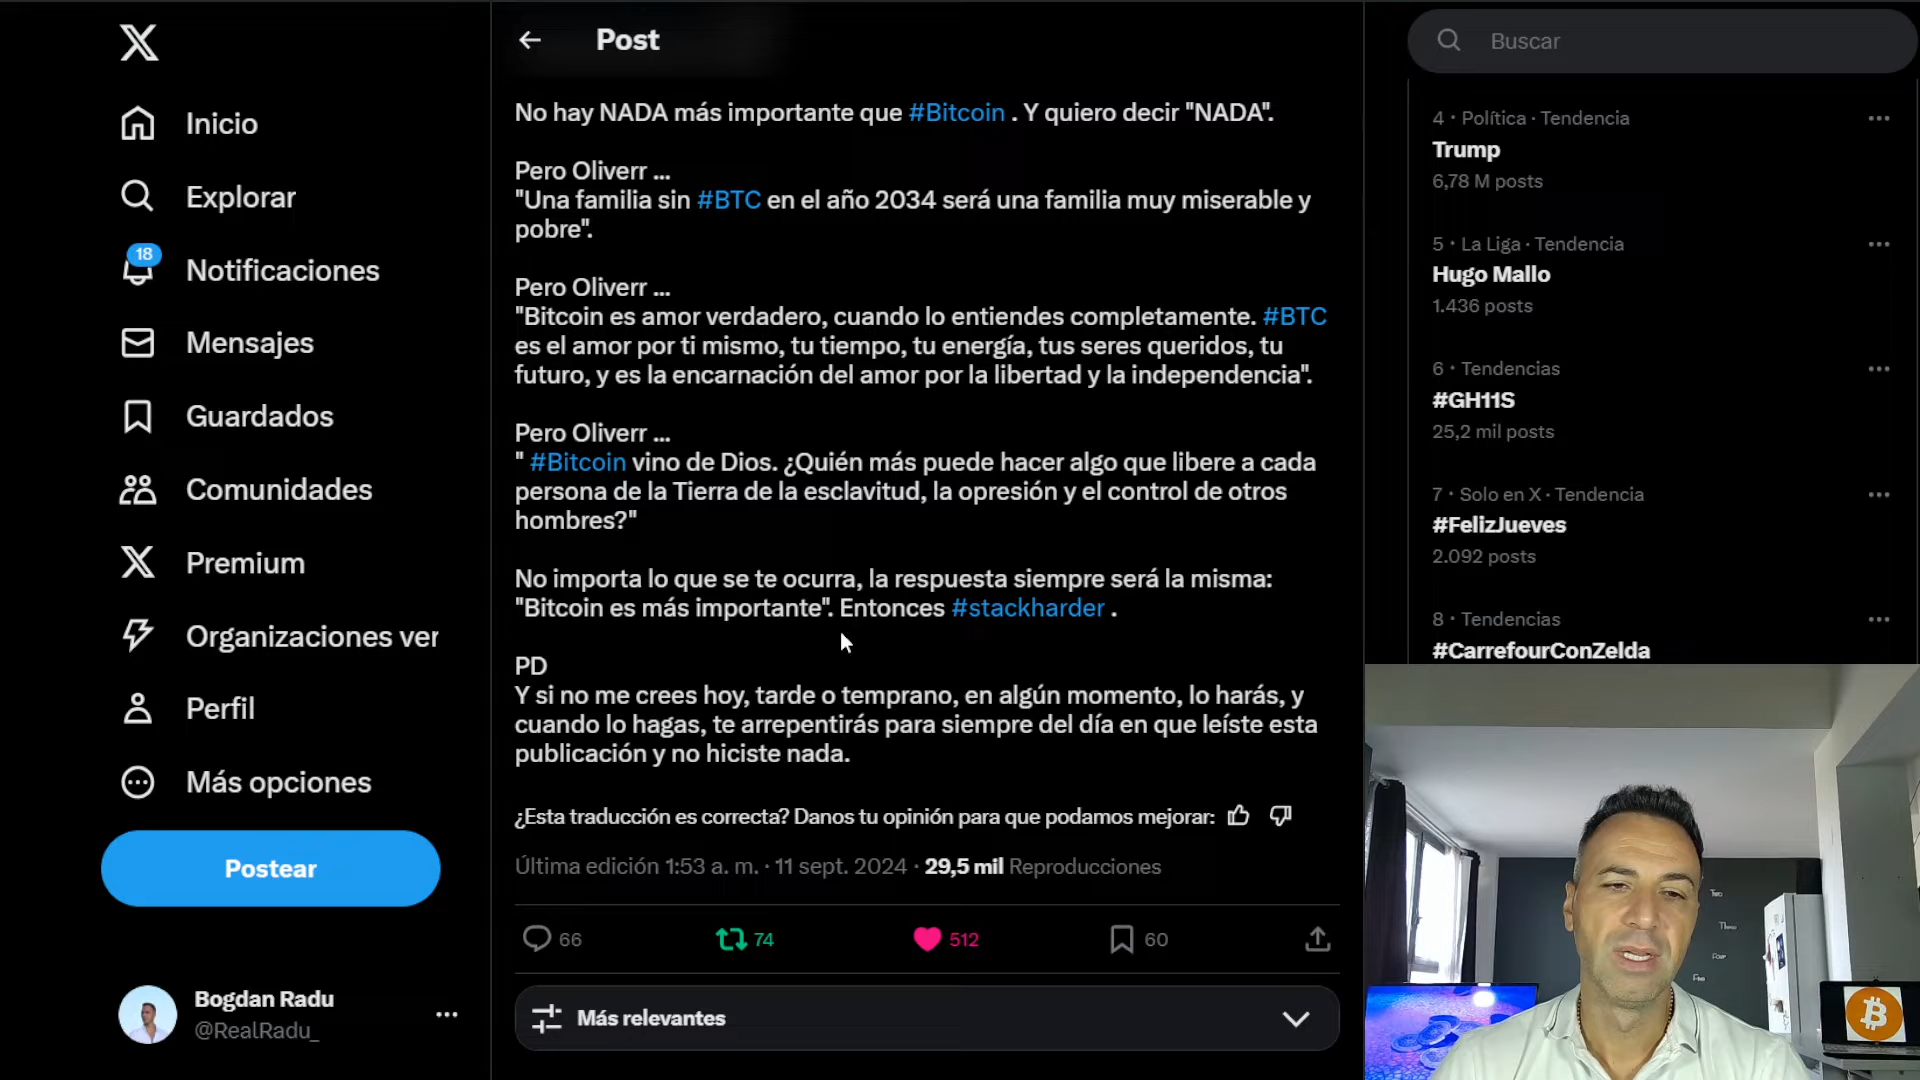 Inicio
Explorar
18
Notificaciones
Mensajes
Guardados
Comunidades
Premium
Organizaciones ver
Perfil
Más opciones
Postear
Bogdan Radu
@RealRadu_
Post
No hay NADA más importante que #Bitcoin . Y quiero decir "NADA".
Pero Oliverr ...
"Una familia sin #BTC en el año 2034 será una familia muy miserable y
pobre".
Pero Oliverr ...
"Bitcoin es amor verdadero, cuando lo entiendes completamente. #BTC
es el amor por ti mismo, tu tiempo, tu energía, tus seres queridos, tu
futuro, y es la encarnación del amor por la libertad y la independencia".
Pero Oliverr ...
" #Bitcoin vino de Dios. ¿Quién más puede hacer algo que libere a cada
persona de la Tierra de la esclavitud, la opresión y el control de otros
hombres?"
No importa lo que se te ocurra, la respuesta siempre será la misma:
"Bitcoin es más importante". Entonces #stackharder .
PD
Y si no me crees hoy, tarde o temprano, en algún momento, lo harás, y
cuando lo hagas, te arrepentirás para siempre del día en que leíste esta
publicación y no hiciste nada.
¿Esta traducción es correcta? Danos tu opinión para que podamos mejorar:
Última edición 1:53 a. m. · 11 sept. 2024 · 29,5 mil Reproducciones
66 74 512 60
Más relevantes
Buscar
4 · Política · Tendencia
Trump
6,78 M posts
5 · La Liga · Tendencia
Hugo Mallo
1.436 posts
6 · Tendencias
#GH11S
25,2 mil posts
7 · Solo en X · Tendencia
#FelizJueves
2.092 posts
8 · Tendencias
#CarrefourConZelda
Two
Three
Four
Five